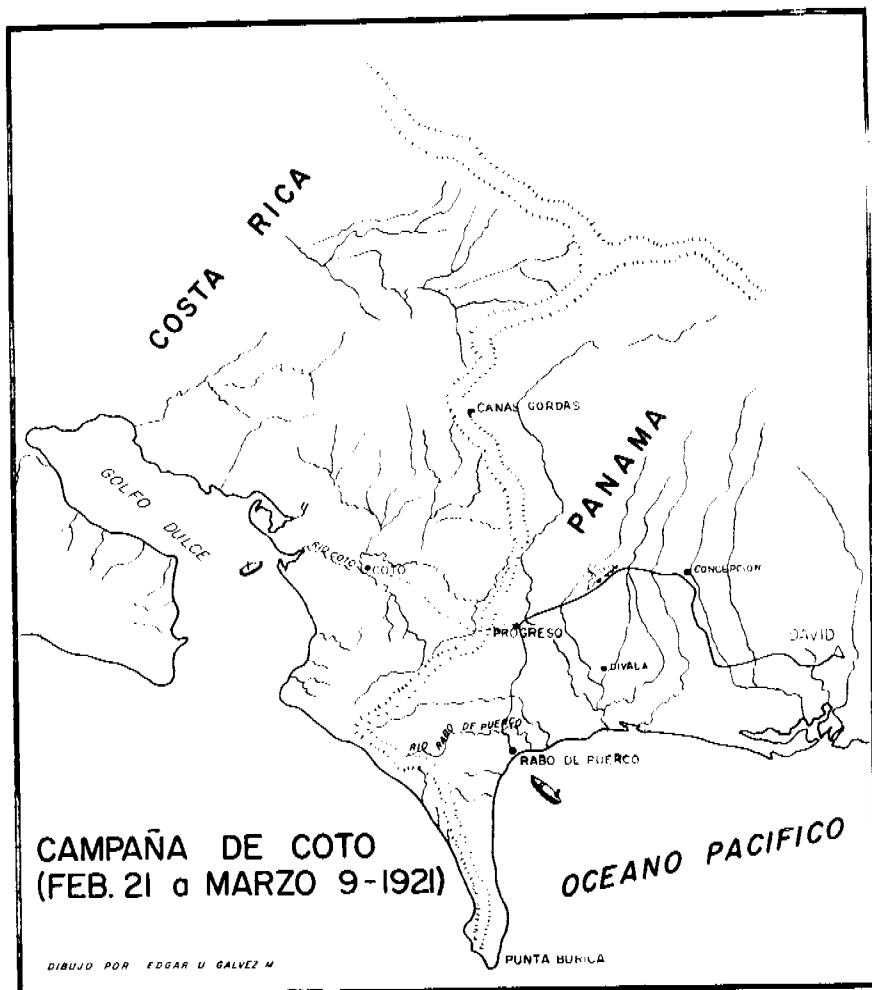 COSTA RICA
CANAS GORDAS
PANAMA
GOLFO DULCE
RIO COTO
COTO
CONCEPCION
PROGRESO
DAVID
DIVALA
RIO RABO DE PUERCO
RABO DE PUERCO
CAMPAÑA DE COTO
(FEB. 21 a MARZO 9-1921)
OCEANO PACIFICO
DIBUJO POR EDGAR U GALVEZ M
PUNTA BURICA